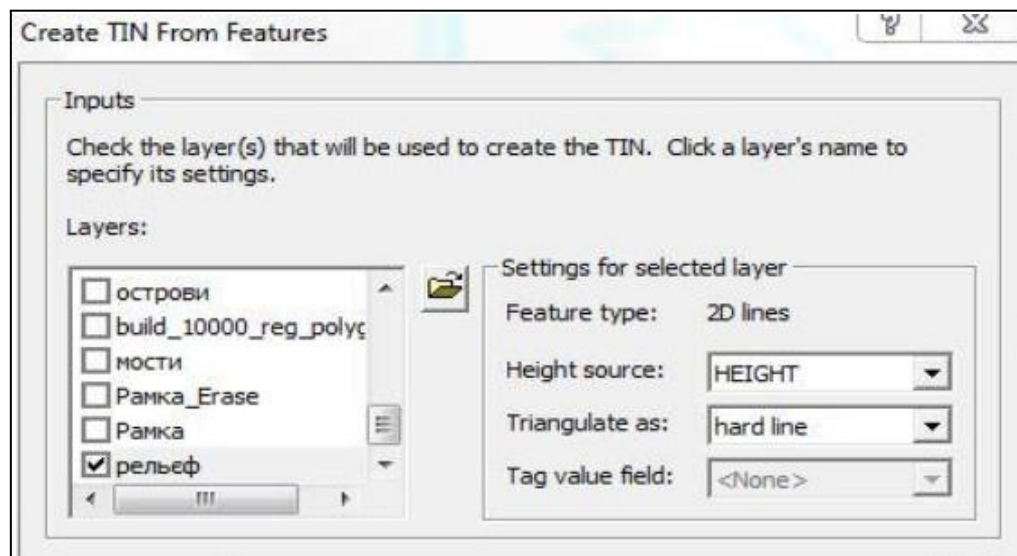 Create TIN From Features
Inputs
Check the layer(s) that will be used to create the TIN. Click a layer's name to
specify its settings.
Layers:
острови
build_10000_reg_polyg
мости
Рамка_Erase
Рамка
рельєф
Settings for selected layer
Feature type: 2D lines
Height source: HEIGHT
Triangulate as: hard line
Tag value field: <None>